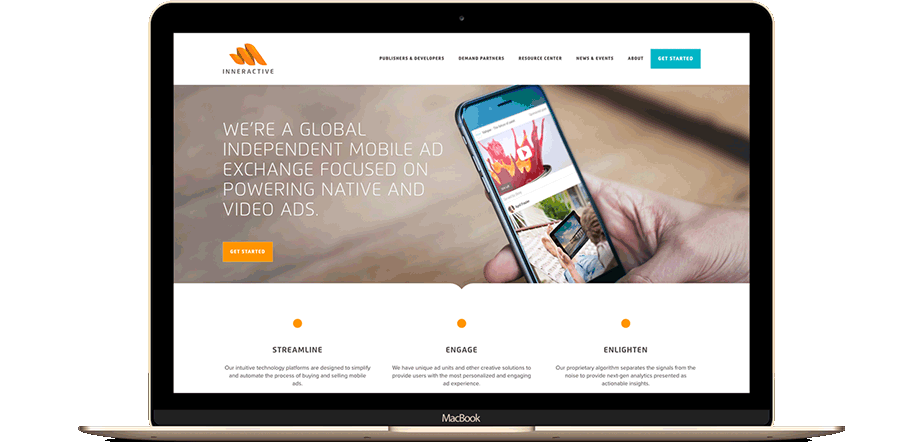 INNERACTIVE
PUBLISHERS & DEVELOPERS DEMAND PARTNERS RESOURCE CENTER NEWS & EVENTS ABOUT GET STARTED
WE'RE A GLOBAL
INDEPENDENT MOBILE AD
EXCHANGE FOCUSED ON
POWERING NATIVE AND
VIDEO ADS.
GET STARTED
STREAMLINE
Our intuitive technology platforms are designed to simplify
and automate the process of buying and selling mobile
ads.
ENGAGE
We have unique ad units and other creative solutions to
provide users with the most personalized and engaging
ad experience.
ENLIGHTEN
Our proprietary algorithm separates the signals from the
noise to provide next-gen analytics presented as
actionable insights.
MacBook